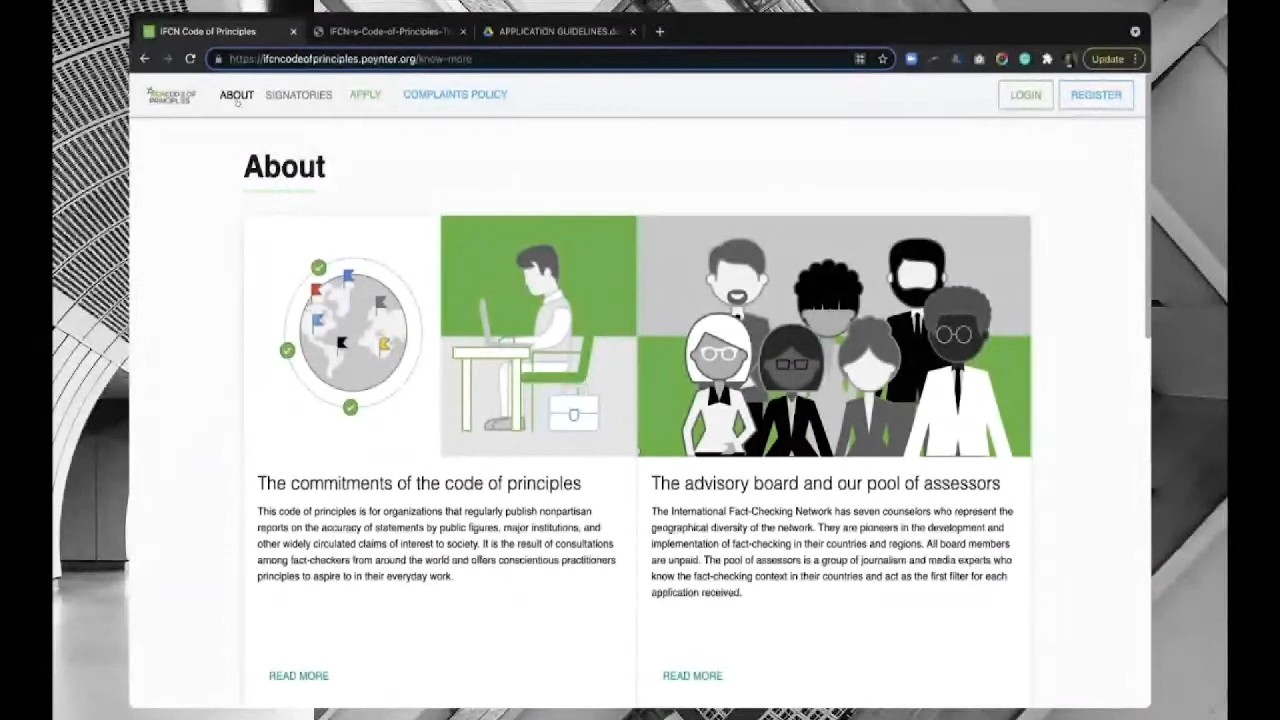 IFCN Code of Principles
IFCN-s-Code-of-Principles-T
APPLICATION GUIDELINES.d
https://ifcncodeofprinciples.poynter.org/know-more
Update
CODE OF
PRINCIPLES
ABOUT
SIGNATORIES
APPLY
COMPLAINTS POLICY
LOGIN
REGISTER
About
The commitments of the code of principles
This code of principles is for organizations that regularly publish nonpartisan
reports on the accuracy of statements by public figures, major institutions, and
other widely circulated claims of interest to society. It is the result of consultations
among fact-checkers from around the world and offers conscientious practitioners
principles to aspire to in their everyday work.
READ MORE
The advisory board and our pool of assessors
The International Fact-Checking Network has seven counselors who represent the
geographical diversity of the network. They are pioneers in the development and
implementation of fact-checking in their countries and regions. All board members
are unpaid. The pool of assessors is a group of journalism and media experts who
know the fact-checking context in their countries and act as the first filter for each
application received.
READ MORE